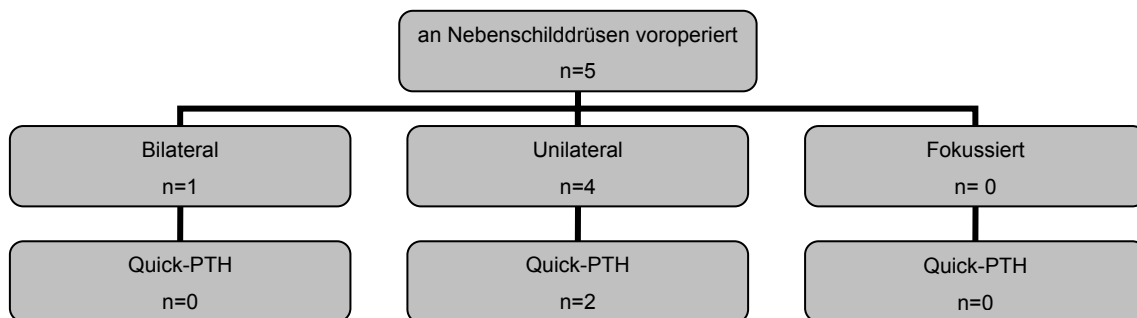 an Nebenschilddrüsen voroperiert
n=5
Bilateral
n=1
Unilateral
n=4
Fokussiert
n= 0
Quick-PTH
n=0
Quick-PTH
n=2
Quick-PTH
n=0